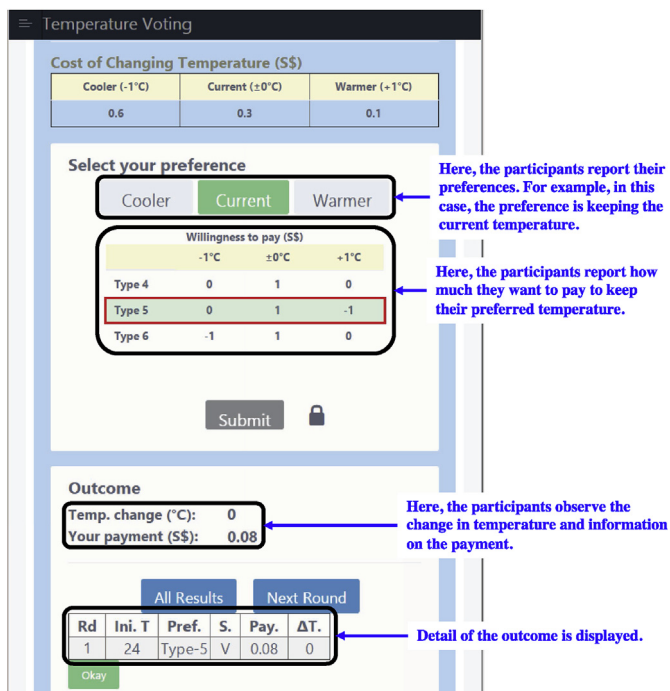 Temperature Voting
Cost of Changing Temperature (S$)
Cooler (-1°C) Current (±0°C) Warmer (+1°C)
0.6 0.3 0.1
Select your preference
Cooler Current Warmer
Here, the participants report their
preferences. For example, in this
case, the preference is keeping the
current temperature.
Willingness to pay (S$)
-1°C ±0°C +1°C
Type 4 0 1 0
Type 5 0 1 -1
Type 6 -1 1 0
Here, the participants report how
much they want to pay to keep
their preferred temperature.
Submit
Outcome
Temp. change (°C): 0
Your payment (S$): 0.08
Here, the participants observe the
change in temperature and information
on the payment.
All Results Next Round
Rd Ini. T Pref. S. Pay. ΔT.
1 24 Type-5 V 0.08 0
Detail of the outcome is displayed.
Okay